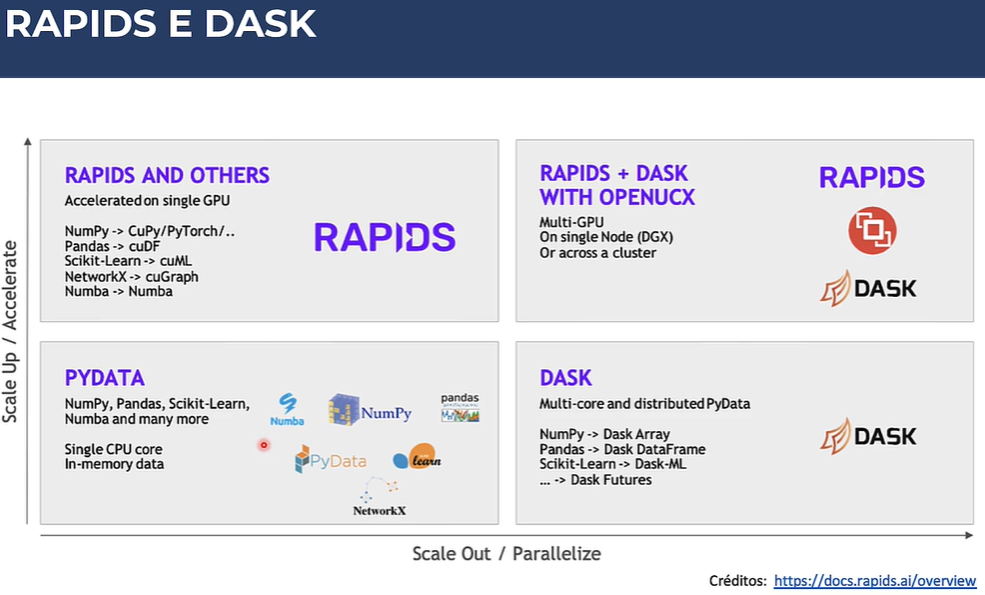 RAPIDS E DASK
RAPIDS AND OTHERS
Accelerated on single GPU
NumPy -> CuPy/PyTorch/..
Pandas -> cuDF
Scikit-Learn -> cuML
NetworkX -> cuGraph
Numba -> Numba
RAPIDS
RAPIDS + DASK
WITH OPENUCX
Multi-GPU
On single Node (DGX)
Or across a cluster
RAPIDS
DASK
Scale Up / Accelerate
PYDATA
NumPy, Pandas, Scikit-Learn,
Numba and many more
Single CPU core
In-memory data
Numba
NumPy
pandas
PyData
learn
NetworkX
DASK
Multi-core and distributed PyData
NumPy -> Dask Array
Pandas -> Dask DataFrame
Scikit-Learn -> Dask-ML
... -> Dask Futures
DASK
Scale Out / Parallelize
Créditos: https://docs.rapids.ai/overview